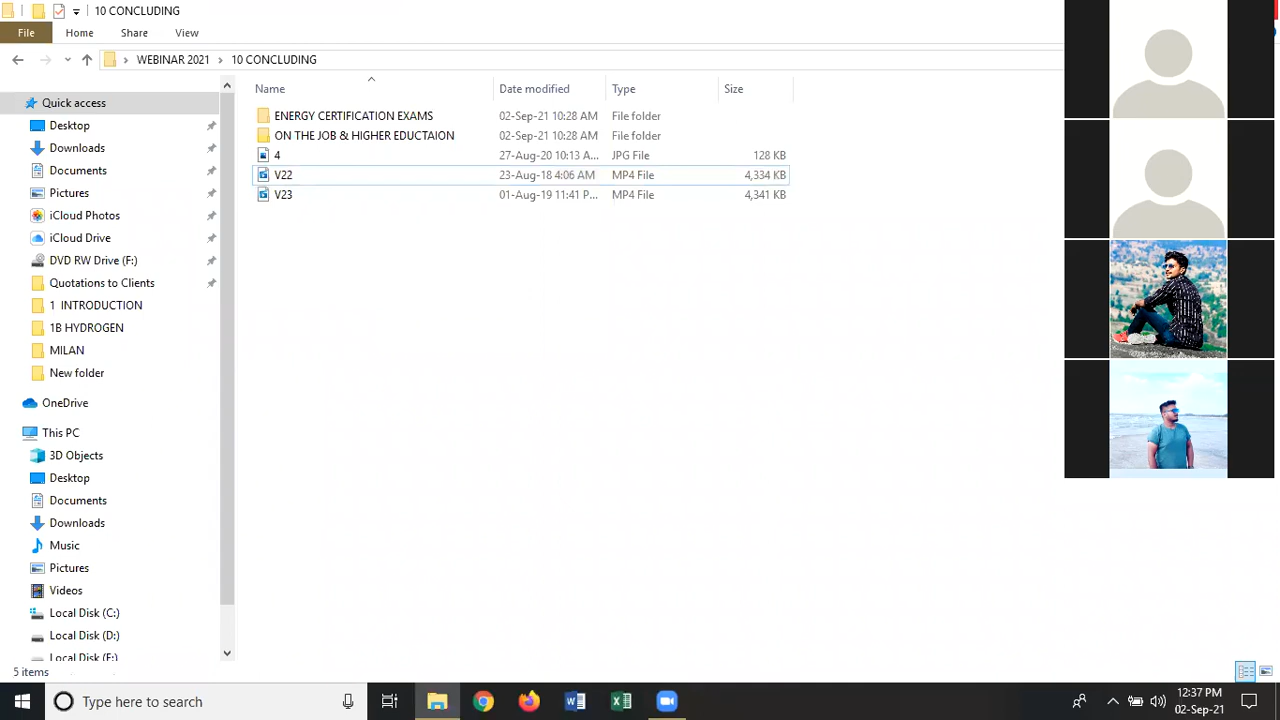 10 CONCLUDING
File Home Share View
WEBINAR 2021 > 10 CONCLUDING
Name Date modified Type Size
Quick access
Desktop
Downloads
Documents
Pictures
iCloud Photos
iCloud Drive
DVD RW Drive (F:)
Quotations to Clients
1 INTRODUCTION
1B HYDROGEN
MILAN
New folder
OneDrive
This PC
3D Objects
Desktop
Documents
Downloads
Music
Pictures
Videos
Local Disk (C:)
Local Disk (D:)
Local Disk (E:)
ENERGY CERTIFICATION EXAMS 02-Sep-21 10:28 AM File folder
ON THE JOB & HIGHER EDUCTAION 02-Sep-21 10:28 AM File folder
4 27-Aug-20 10:13 A... JPG File 128 KB
V22 23-Aug-18 4:06 AM MP4 File 4,334 KB
V23 01-Aug-19 11:41 P... MP4 File 4,341 KB
5 items
Type here to search
12:37 PM
02-Sep-21